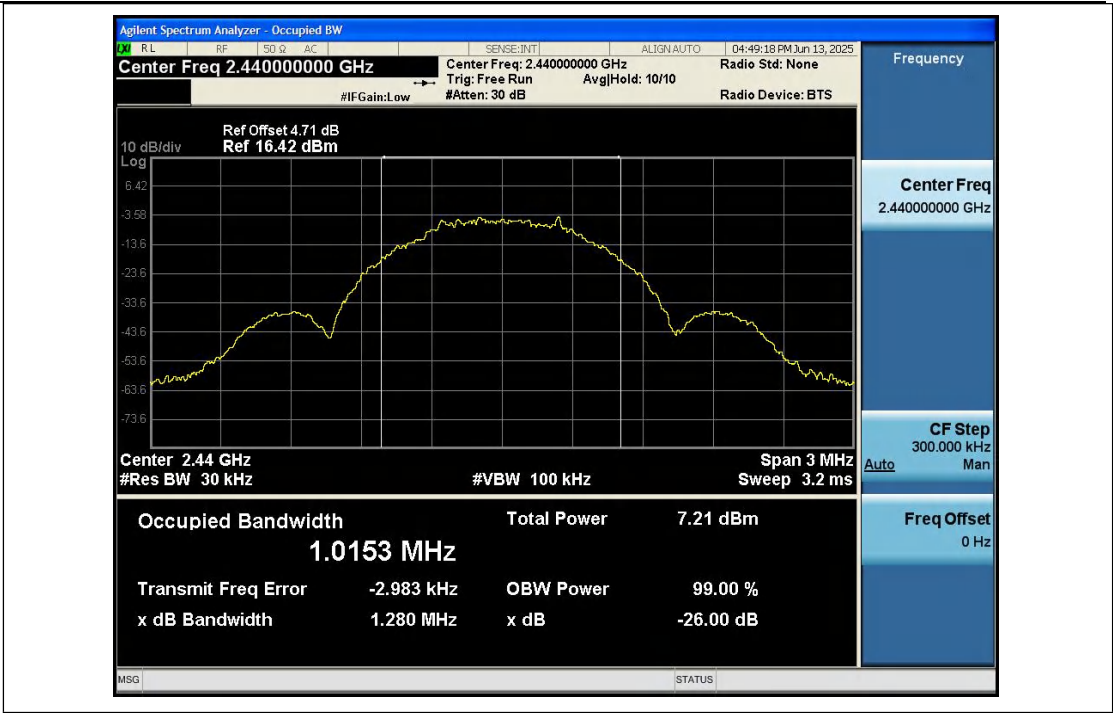 Agilent Spectrum Analyzer - Occupied BW
LXI RL RF 50 Ω AC SENSE:INT ALIGN AUTO 04:49:18 PM Jun 13, 2025
Center Freq 2.440000000 GHz
Center Freq: 2.440000000 GHz
Radio Std: None
Trig: Free Run Avg|Hold: 10/10
#IFGain:Low
#Atten: 30 dB
Radio Device: BTS
Ref Offset 4.71 dB
10 dB/div Ref 16.42 dBm
Log
6.42
-3.58
-13.6
-23.6
-33.6
-43.6
-53.6
-63.6
-73.6
Center 2.44 GHz Span 3 MHz
#Res BW 30 kHz #VBW 100 kHz Sweep 3.2 ms
Occupied Bandwidth Total Power 7.21 dBm
1.0153 MHz
Transmit Freq Error -2.983 kHz OBW Power 99.00 %
x dB Bandwidth 1.280 MHz x dB -26.00 dB
MSG STATUS
Frequency
Center Freq
2.440000000 GHz
CF Step
300.000 kHz
Auto Man
Freq Offset
0 Hz